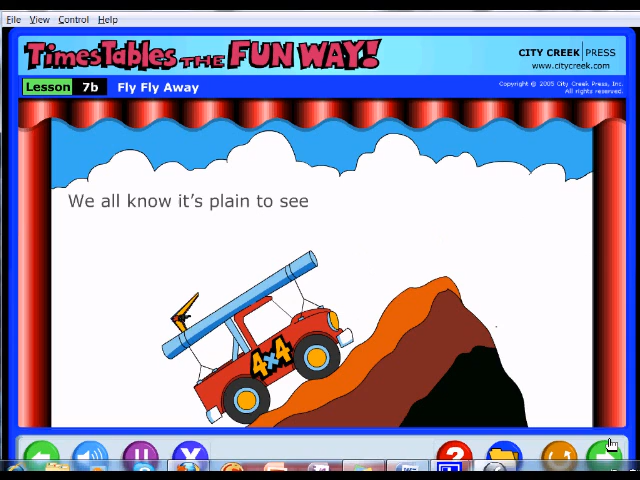 File View Control Help
TIMESTABLES THE FUN WAY!
CITY CREEK PRESS
www.citycreek.com
Lesson 7b Fly Fly Away
Copyright © 2005 City Creek Press, Inc.
All rights reserved.
We all know it's plain to see
4x4
X
?